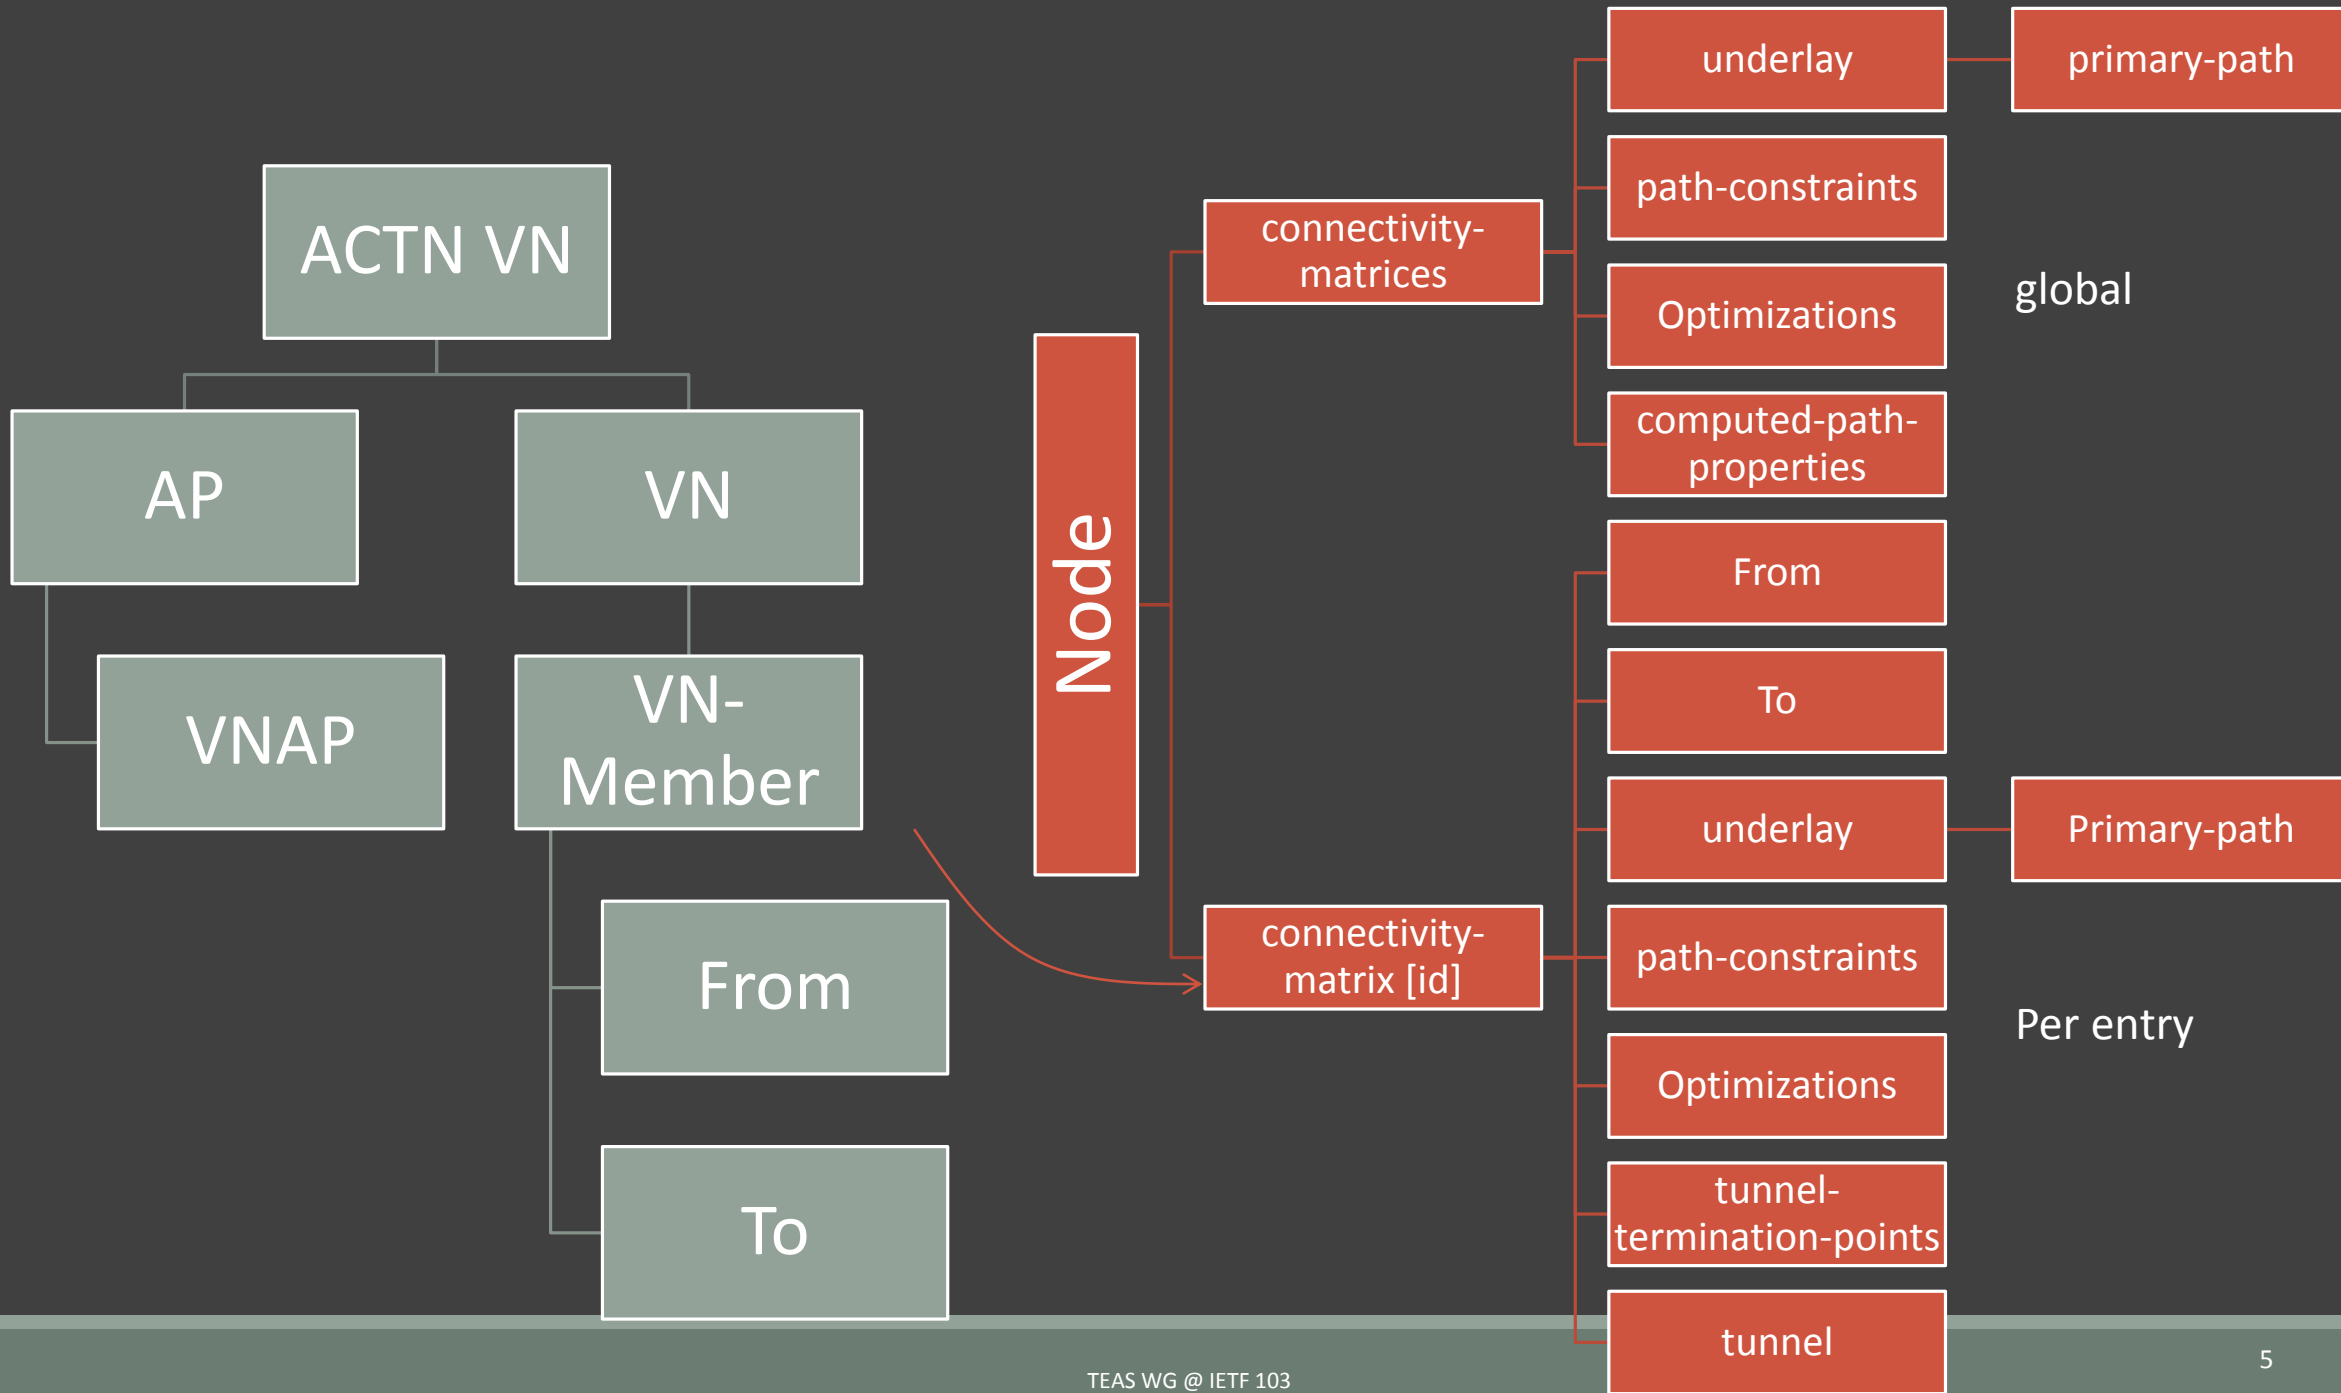 ACTN VN
AP
VN
VNAP
VN-
Member
From
To
Node
connectivity-
matrices
underlay
primary-path
path-constraints
Optimizations
computed-path-
properties
global
connectivity-
matrix [id]
From
To
underlay
Primary-path
path-constraints
Optimizations
tunnel-
termination-points
tunnel
Per entry
TEAS WG @ IETF 103
5